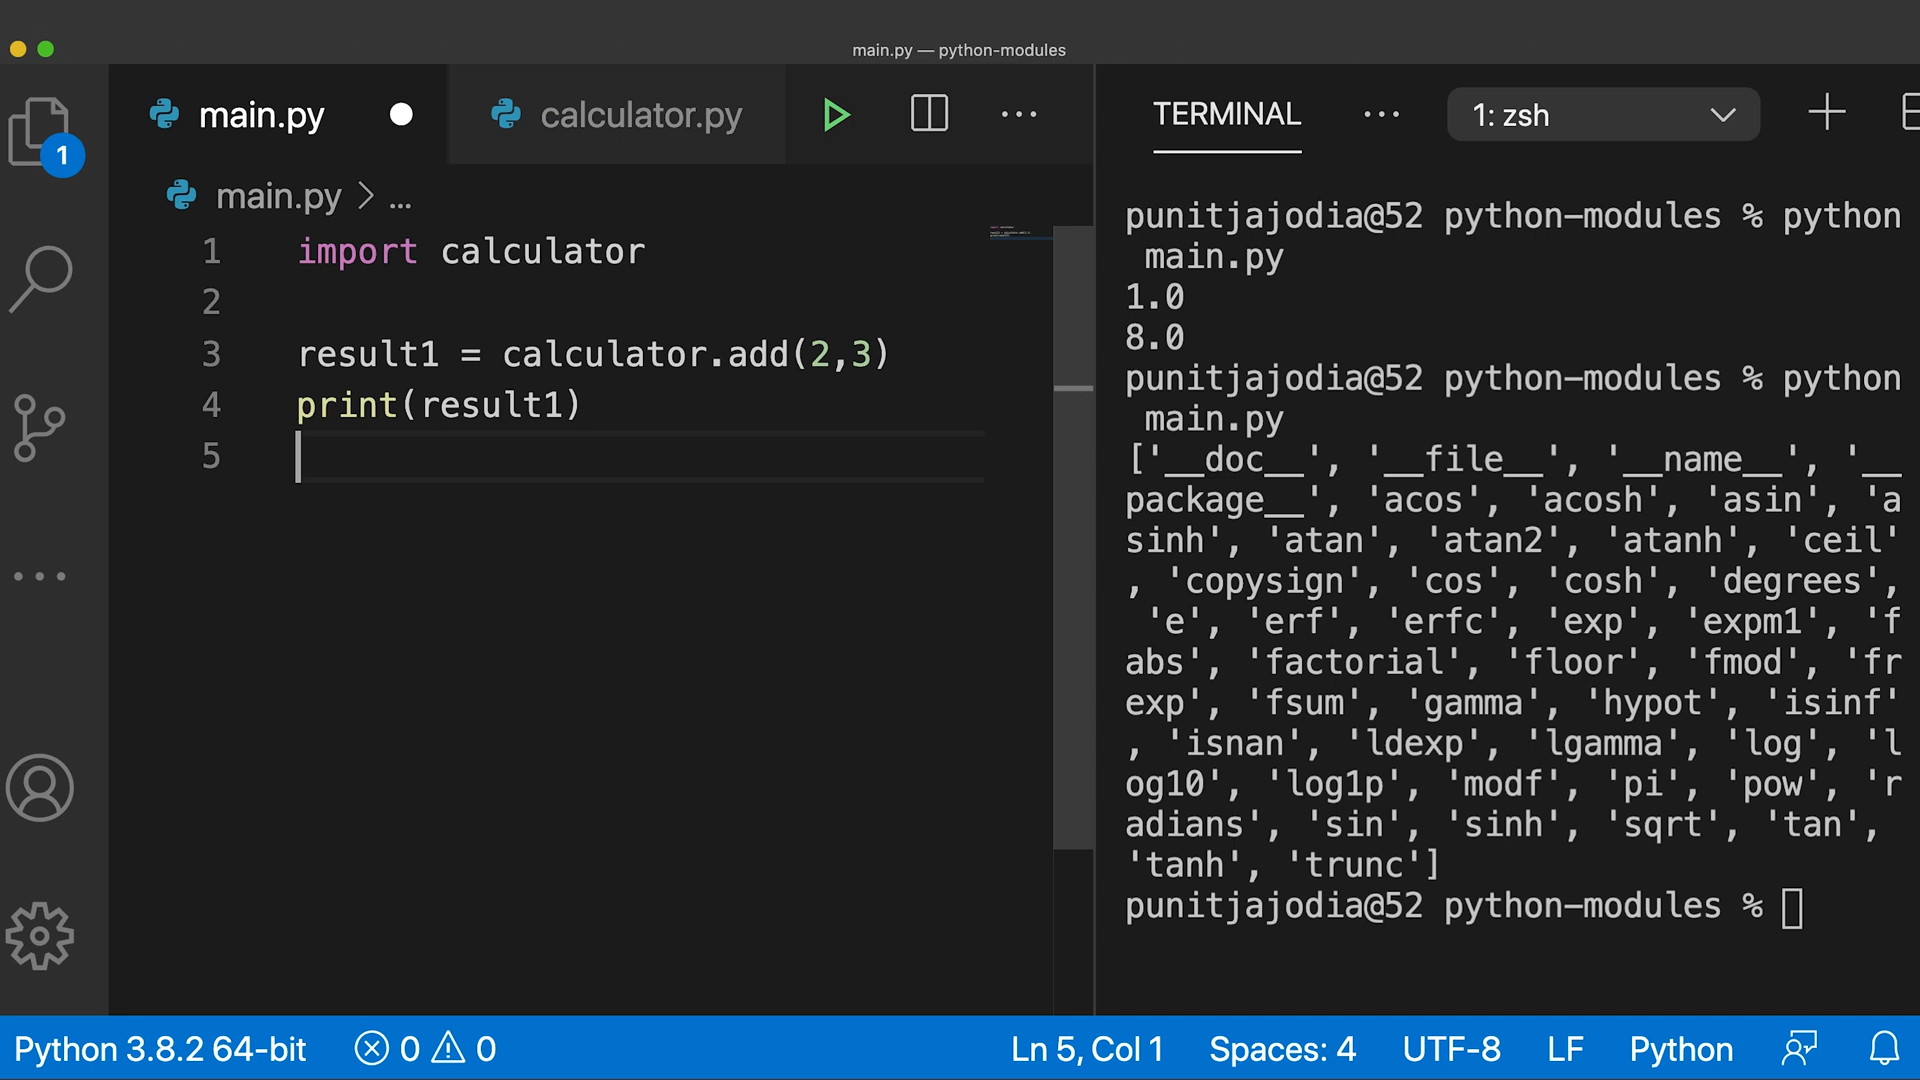 main.py — python-modules
main.py
calculator.py
1
main.py > ...
1 import calculator
2
3 result1 = calculator.add(2,3)
4 print(result1)
5
TERMINAL
1: zsh
punitjajodia@52 python-modules % python
main.py
1.0
8.0
punitjajodia@52 python-modules % python
main.py
['__doc__', '__file__', '__name__', '__
package__', 'acos', 'acosh', 'asin', 'a
sinh', 'atan', 'atan2', 'atanh', 'ceil'
, 'copysign', 'cos', 'cosh', 'degrees',
'e', 'erf', 'erfc', 'exp', 'expm1', 'f
abs', 'factorial', 'floor', 'fmod', 'fr
exp', 'fsum', 'gamma', 'hypot', 'isinf'
, 'isnan', 'ldexp', 'lgamma', 'log', 'l
og10', 'log1p', 'modf', 'pi', 'pow', 'r
adians', 'sin', 'sinh', 'sqrt', 'tan',
'tanh', 'trunc']
punitjajodia@52 python-modules %
Python 3.8.2 64-bit 0 0 Ln 5, Col 1 Spaces: 4 UTF-8 LF Python